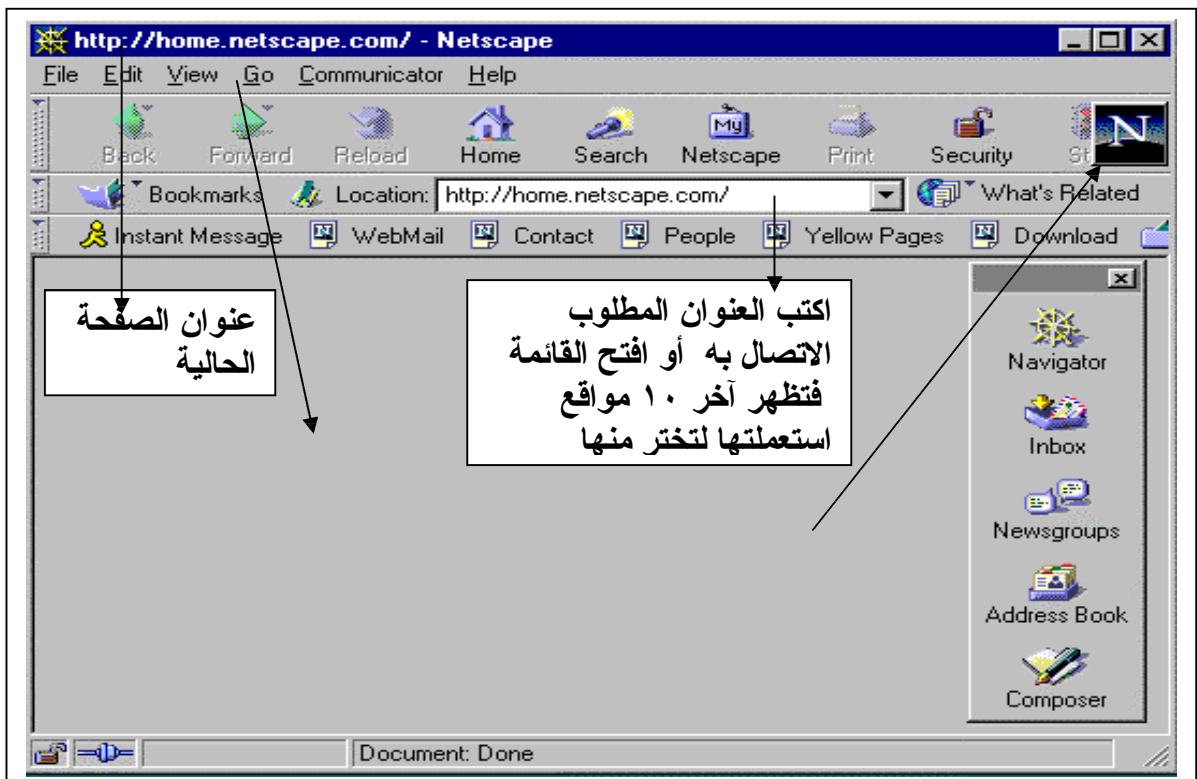 http://home.netscape.com/ - Netscape
File Edit View Go Communicator Help
Back Forward Reload Home Search Netscape Print Security St
My
N
Bookmarks Location: http://home.netscape.com/ What's Related
Instant Message WebMail Contact People Yellow Pages Download
عنوان الصفحة
الحالية
اكتب العنوان المطلوب
الاتصال به أو افتح القائمة
فتظهر آخر ١٠ مواقع
استعملتها لتختر منها
Navigator
Inbox
Newsgroups
Address Book
Composer
Document: Done